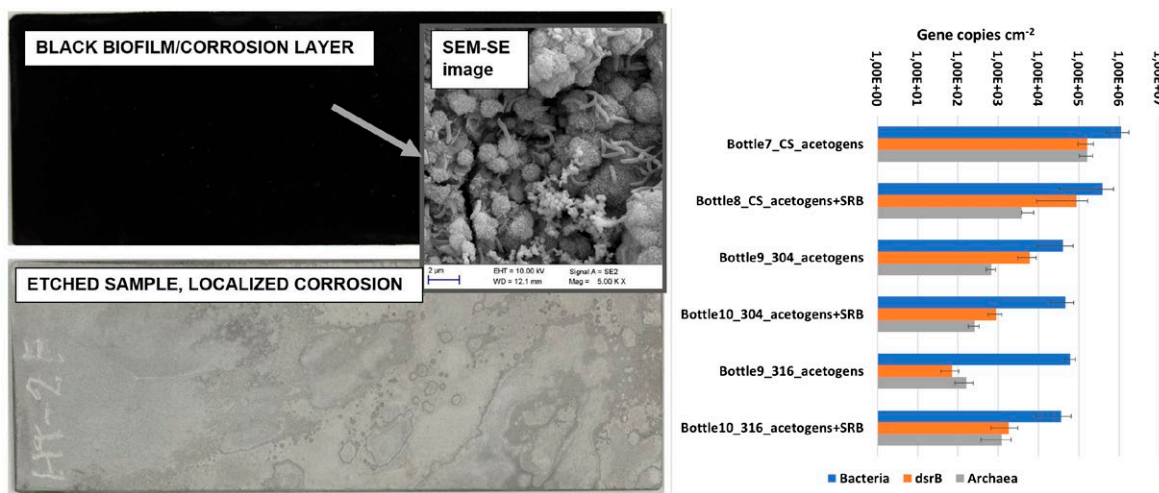 BLACK BIOFILM/CORROSION LAYER
SEM-SE
image
2 µm
EHT = 10.00 kV
Signal A = SE2
WD = 12.1 mm
Mag = 5.00 K X
ETCHED SAMPLE, LOCALIZED CORROSION
Gene copies cm-2
1,00E+00
1,00E+01
1,00E+02
1,00E+03
1,00E+04
1,00E+05
1,00E+06
Bottle7_CS_acetogens
Bottle8_CS_acetogens+SRB
Bottle9_304_acetogens
Bottle10_304_acetogens+SRB
Bottle9_316_acetogens
Bottle10_316_acetogens+SRB
Bacteria dsrB Archaea